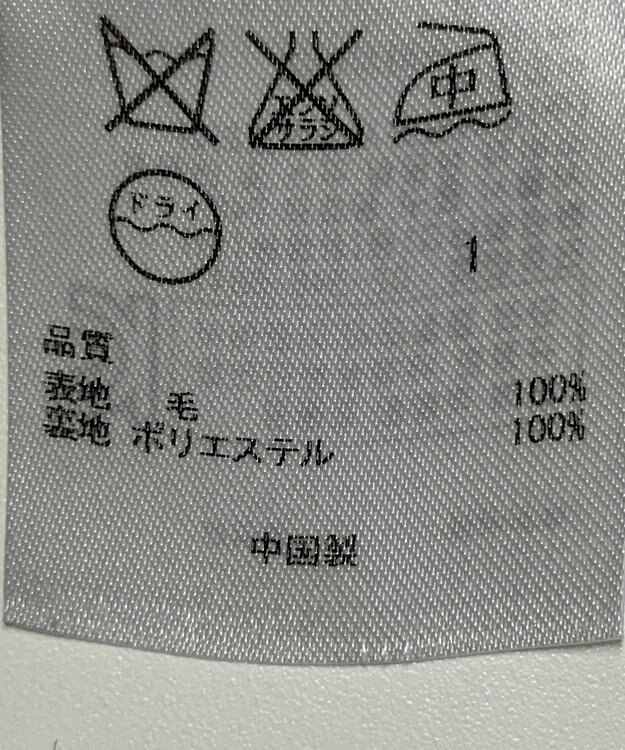 エンソ
サラシ
中
ドライ
1
品質
表地 毛 100%
裏地 ポリエステル 100%
中国製